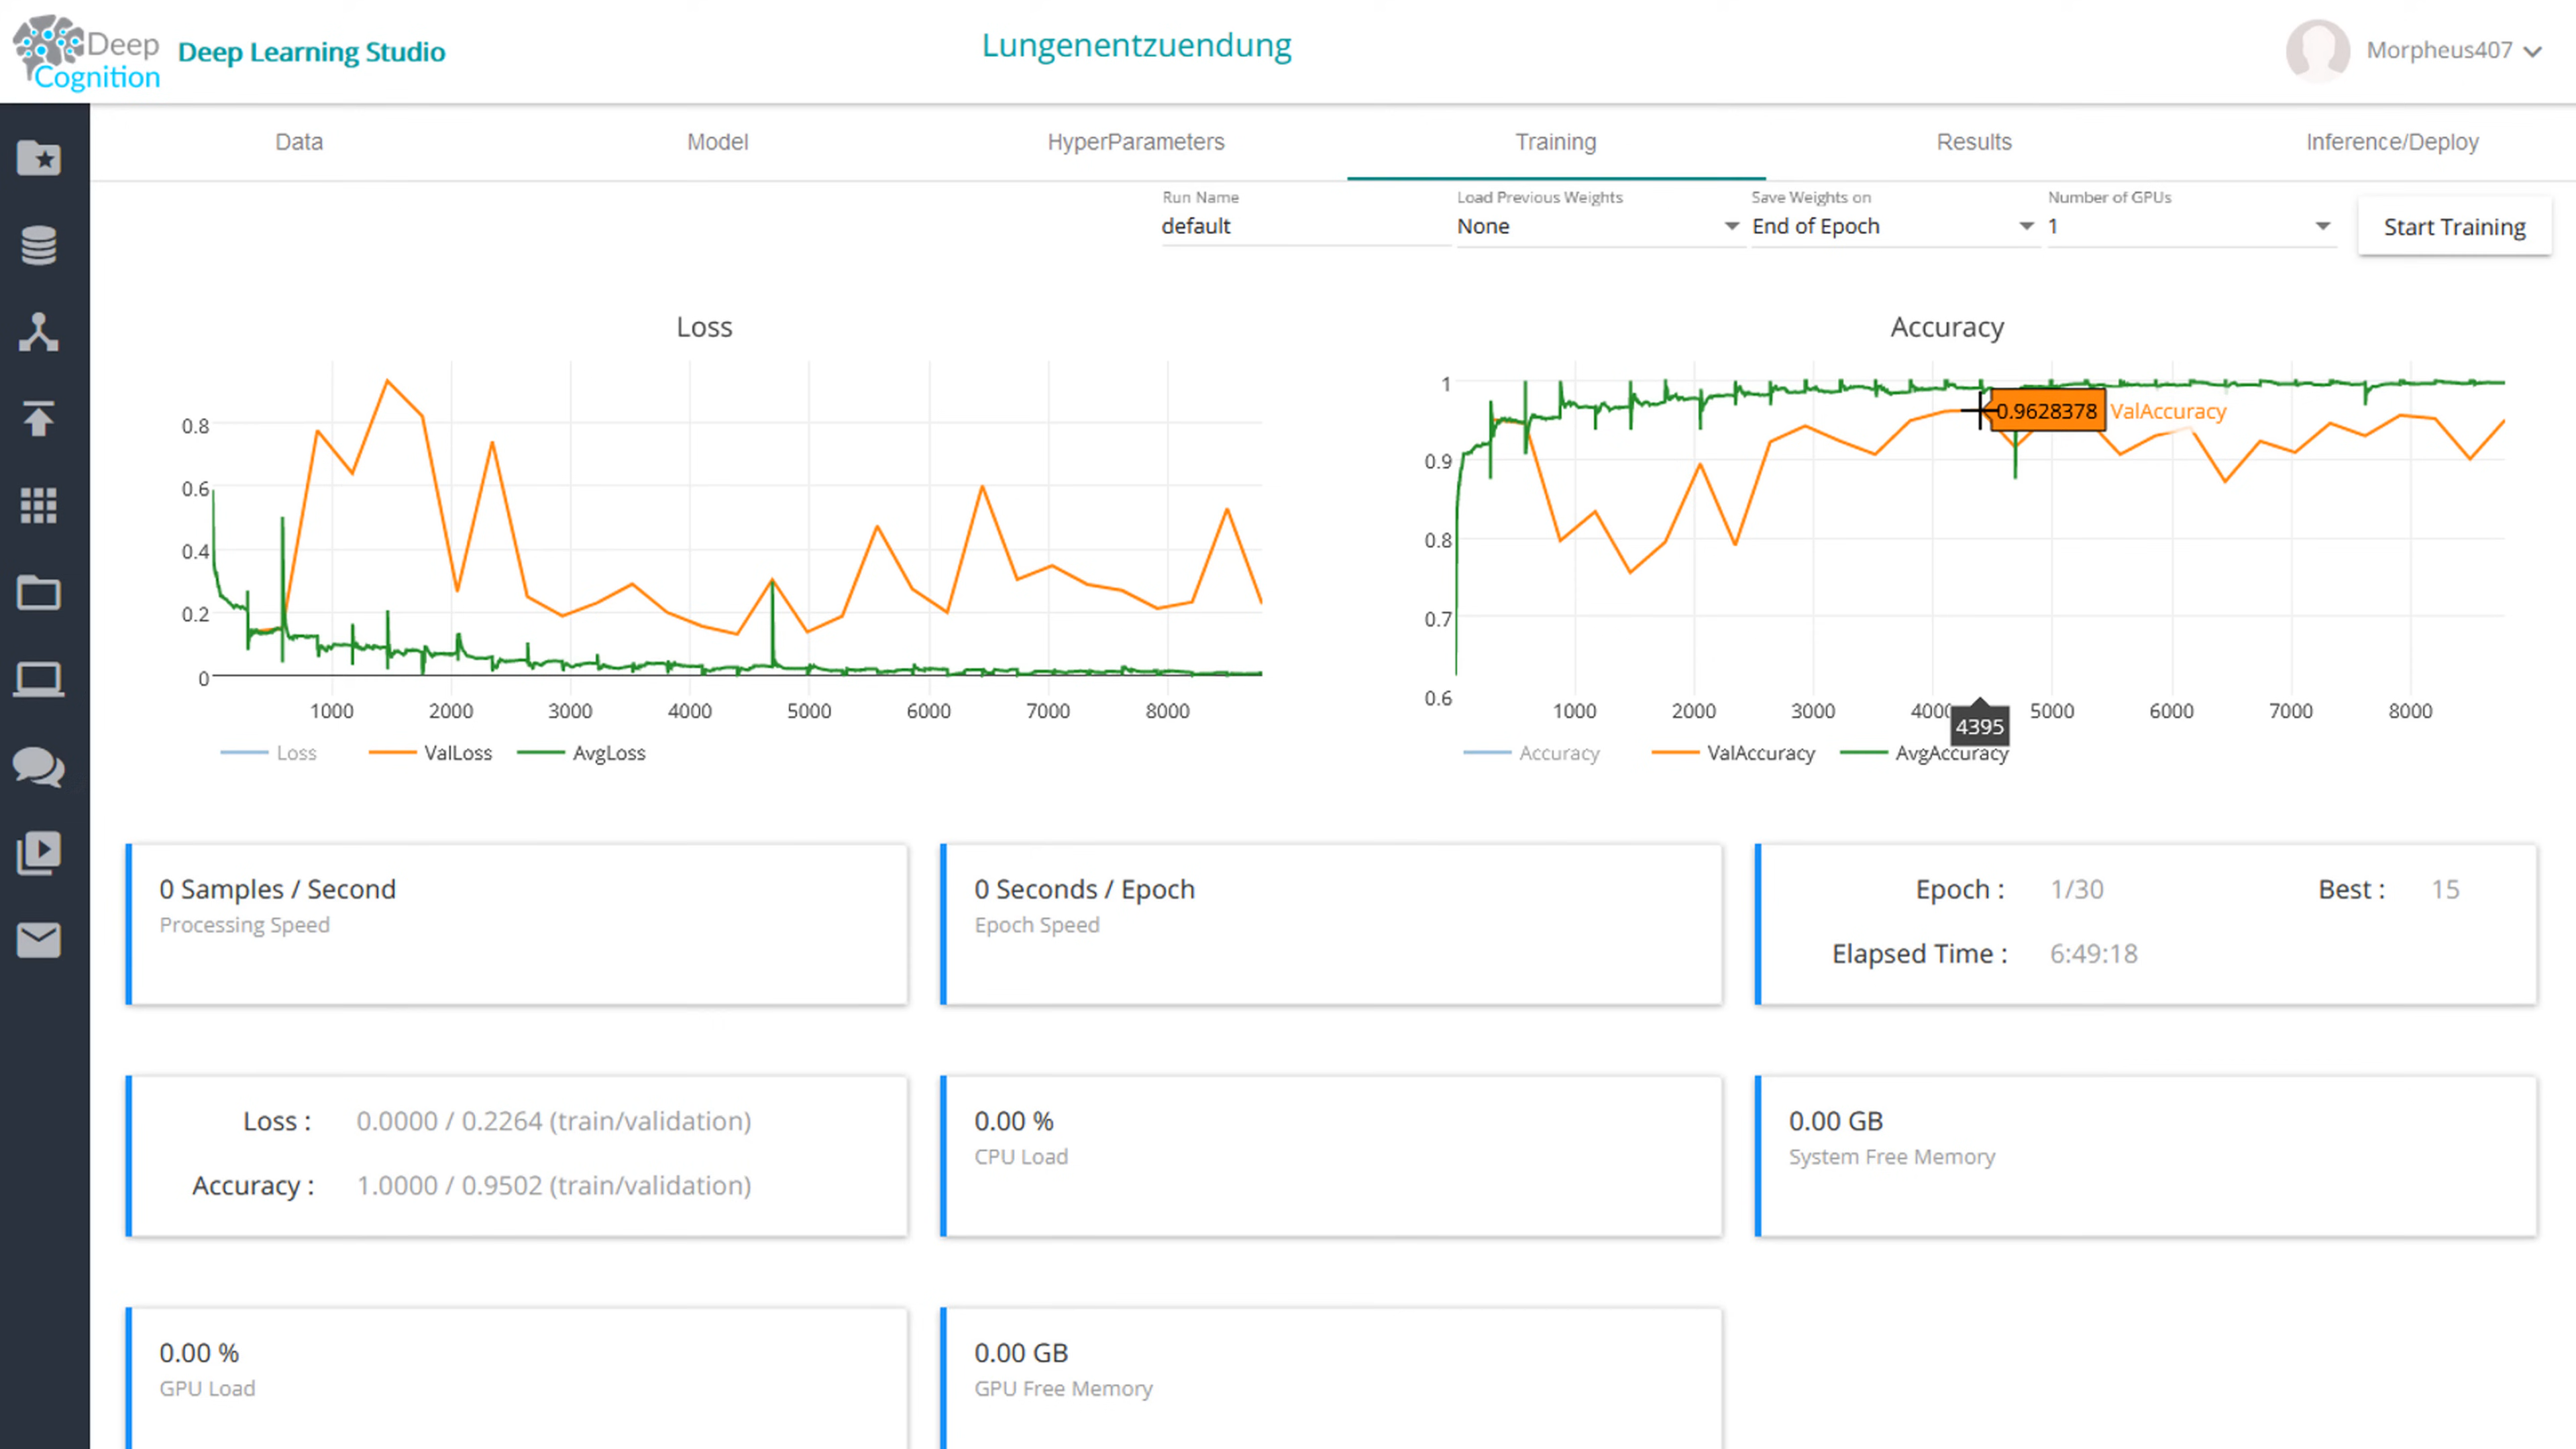 Deep
Cognition
Deep Learning Studio
Lungenentzuendung
Morpheus407
Data
Model
HyperParameters
Training
Results
Inference/Deploy
Run Name
default
Load Previous Weights
None
Save Weights on
End of Epoch
Number of GPUs
1
Start Training
Loss
0.8
0.6
0.4
0.2
0
1000 2000 3000 4000 5000 6000 7000 8000
Loss ValLoss AvgLoss
Accuracy
1
0.9
0.8
0.7
0.6
0.9628378 ValAccuracy
1000 2000 3000 4000 5000 6000 7000 8000
4395
Accuracy ValAccuracy AvgAccuracy
0 Samples / Second
Processing Speed
0 Seconds / Epoch
Epoch Speed
Epoch : 1/30 Best : 15
Elapsed Time : 6:49:18
Loss : 0.0000 / 0.2264 (train/validation)
Accuracy : 1.0000 / 0.9502 (train/validation)
0.00 %
CPU Load
0.00 GB
System Free Memory
0.00 %
GPU Load
0.00 GB
GPU Free Memory